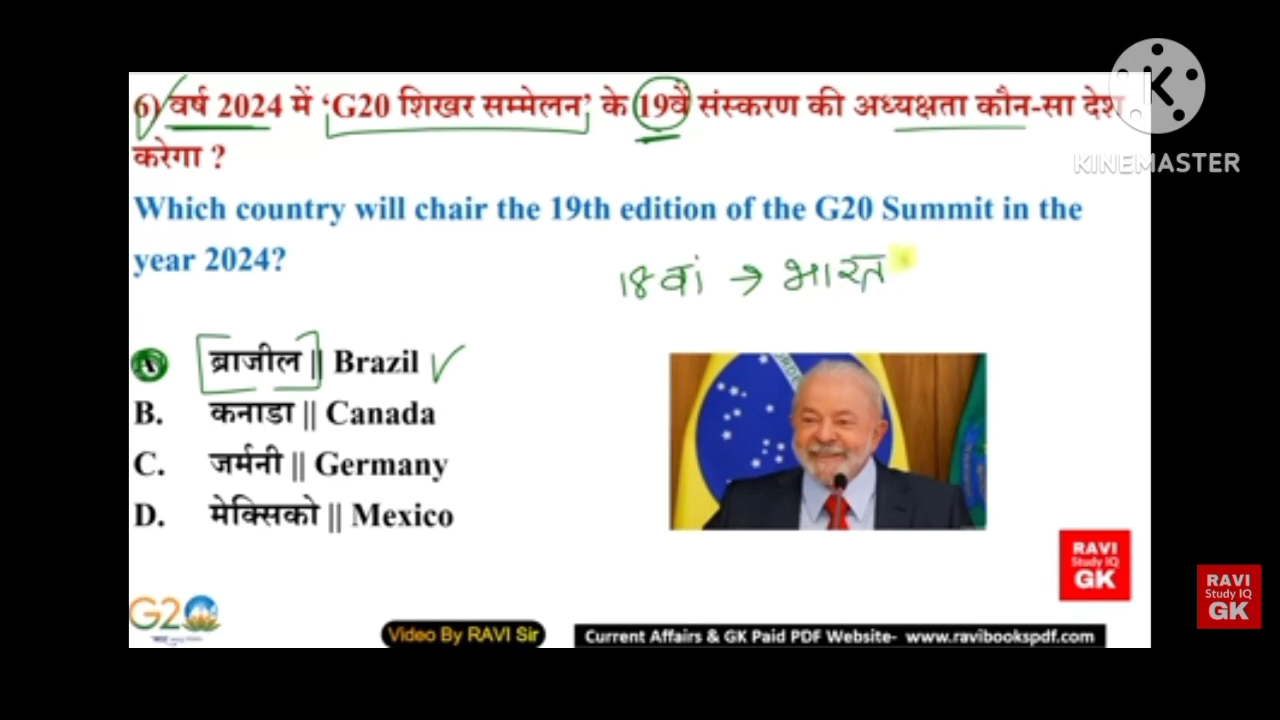 6) वर्ष 2024 में ‘G20 शिखर सम्मेलन’ के 19वें संस्करण की अध्यक्षता कौन-सा देश
करेगा ?
KINEMASTER
Which country will chair the 19th edition of the G20 Summit in the
year 2024?
18वां → भारत
A ब्राजील || Brazil ✓
B. कनाडा || Canada
C. जर्मनी || Germany
D. मेक्सिको || Mexico
RAVI
Study IQ
GK
RAVI
Study IQ
GK
G20
Video By RAVI Sir
Current Affairs & GK Paid PDF Website- www.ravibookspdf.com